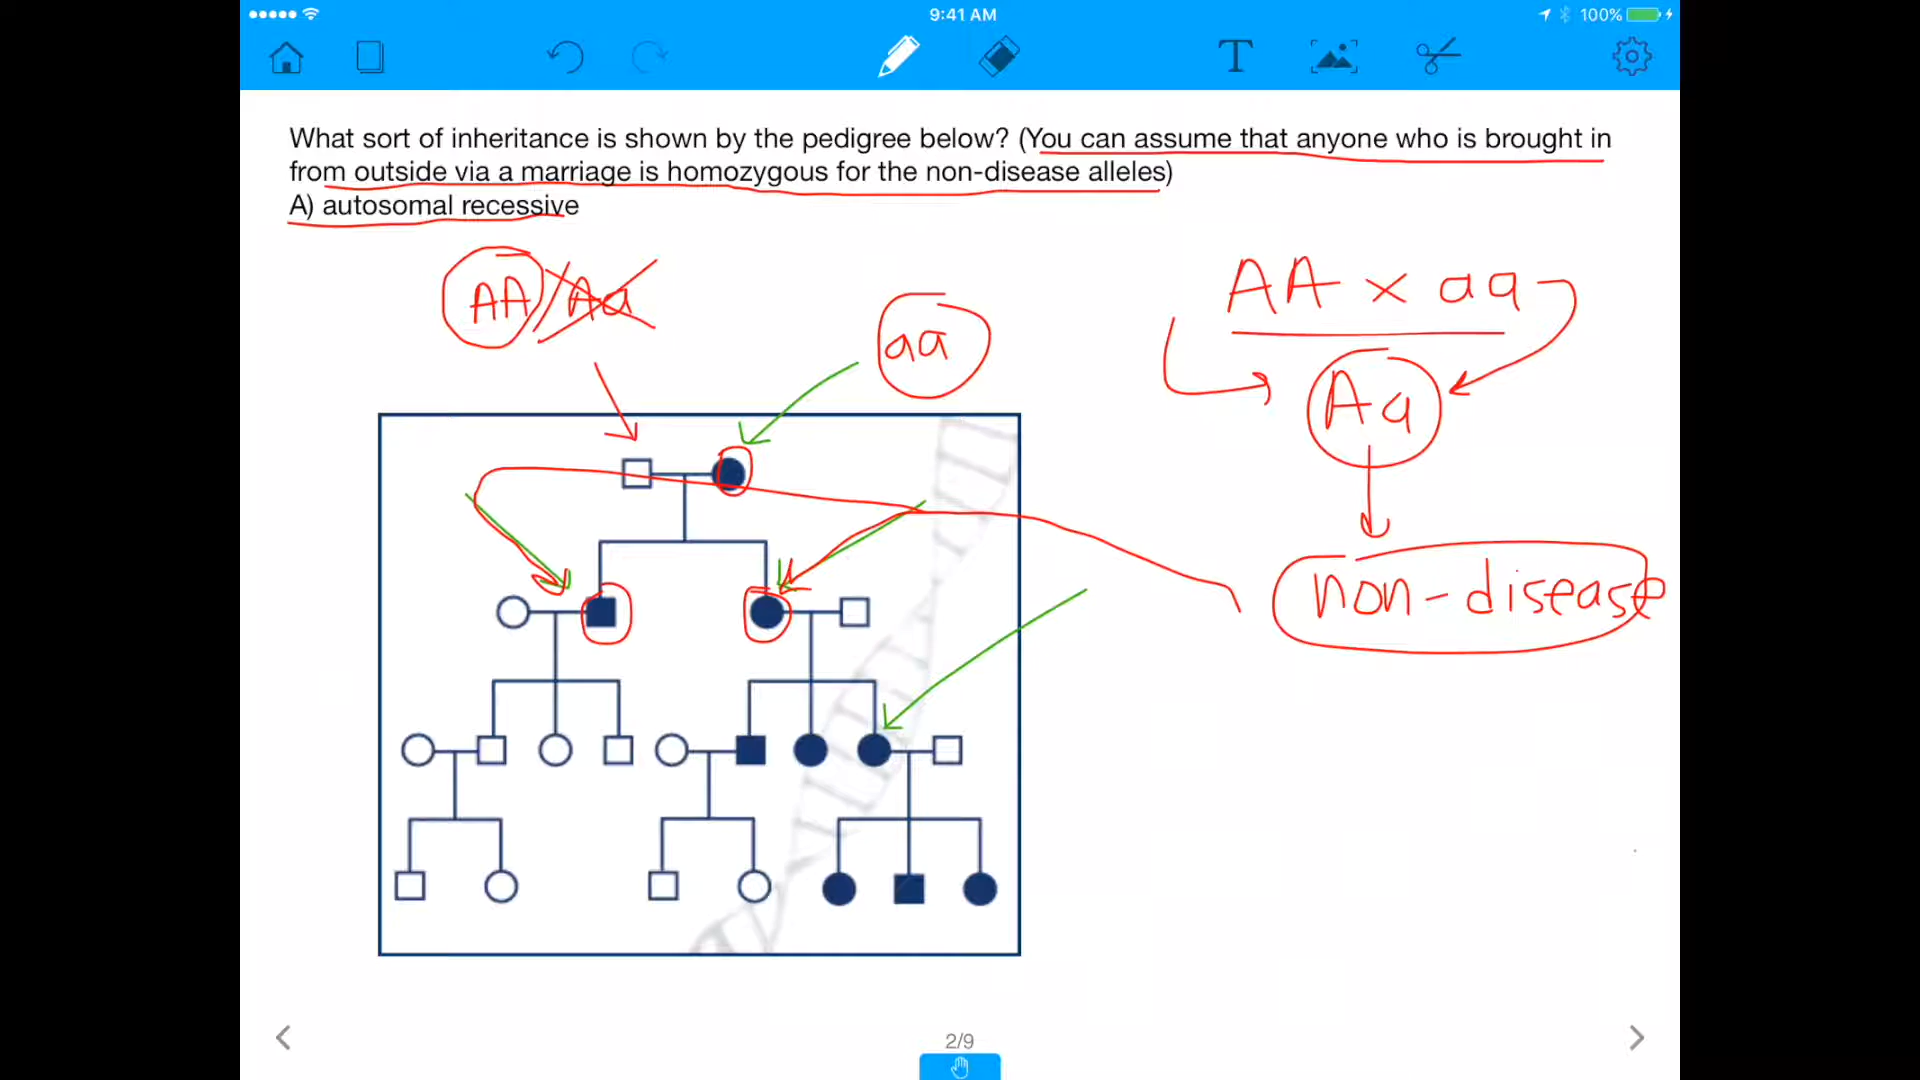 9:41 AM
100%
T
What sort of inheritance is shown by the pedigree below? (You can assume that anyone who is brought in
from outside via a marriage is homozygous for the non-disease alleles)
A) autosomal recessive
AA / Aa
aa
AA × aa
Aa
non-disease
2/9